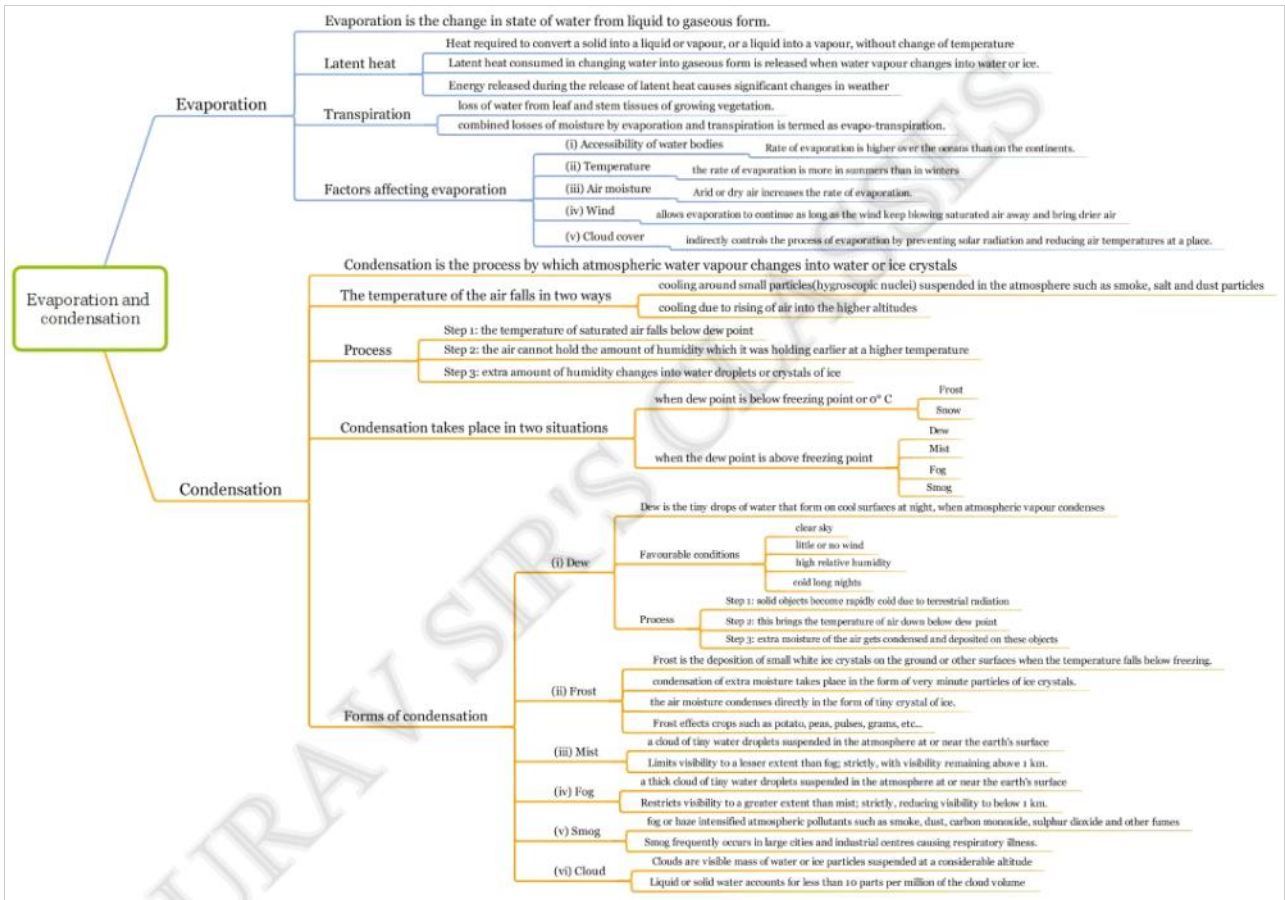 Evaporation and
condensation
Evaporation
Evaporation is the change in state of water from liquid to gaseous form.
Latent heat
Heat required to convert a solid into a liquid or vapour, or a liquid into a vapour, without change of temperature
Latent heat consumed in changing water into gaseous form is released when water vapour changes into water or ice.
Energy released during the release of latent heat causes significant changes in weather
Transpiration
loss of water from leaf and stem tissues of growing vegetation.
combined losses of moisture by evaporation and transpiration is termed as evapo-transpiration.
Factors affecting evaporation
(i) Accessibility of water bodies
Rate of evaporation is higher over the oceans than on the continents.
(ii) Temperature
the rate of evaporation is more in summers than in winters
(iii) Air moisture
Arid or dry air increases the rate of evaporation.
(iv) Wind
allows evaporation to continue as long as the wind keep blowing saturated air away and bring drier air
(v) Cloud cover
indirectly controls the process of evaporation by preventing solar radiation and reducing air temperatures at a place.
Condensation
Condensation is the process by which atmospheric water vapour changes into water or ice crystals
The temperature of the air falls in two ways
cooling around small particles(hygroscopic nuclei) suspended in the atmosphere such as smoke, salt and dust particles
cooling due to rising of air into the higher altitudes
Process
Step 1: the temperature of saturated air falls below dew point
Step 2: the air cannot hold the amount of humidity which it was holding earlier at a higher temperature
Step 3: extra amount of humidity changes into water droplets or crystals of ice
Condensation takes place in two situations
when dew point is below freezing point or 0° C
Frost
Snow
when the dew point is above freezing point
Dew
Mist
Fog
Smog
Forms of condensation
(i) Dew
Dew is the tiny drops of water that form on cool surfaces at night, when atmospheric vapour condenses
Favourable conditions
clear sky
little or no wind
high relative humidity
cold long nights
Process
Step 1: solid objects become rapidly cold due to terrestrial radiation
Step 2: this brings the temperature of air down below dew point
Step 3: extra moisture of the air gets condensed and deposited on these objects
(ii) Frost
Frost is the deposition of small white ice crystals on the ground or other surfaces when the temperature falls below freezing.
condensation of extra moisture takes place in the form of very minute particles of ice crystals.
the air moisture condenses directly in the form of tiny crystal of ice.
Frost effects crops such as potato, peas, pulses, grams, etc...
(iii) Mist
a cloud of tiny water droplets suspended in the atmosphere at or near the earth's surface
Limits visibility to a lesser extent than fog; strictly, with visibility remaining above 1 km.
(iv) Fog
a thick cloud of tiny water droplets suspended in the atmosphere at or near the earth's surface
Restricts visibility to a greater extent than mist; strictly, reducing visibility to below 1 km.
(v) Smog
fog or haze intensified atmospheric pollutants such as smoke, dust, carbon monoxide, sulphur dioxide and other fumes
Smog frequently occurs in large cities and industrial centres causing respiratory illness.
(vi) Cloud
Clouds are visible mass of water or ice particles suspended at a considerable altitude
Liquid or solid water accounts for less than 10 parts per million of the cloud volume
URAV SIR'S CLASSES